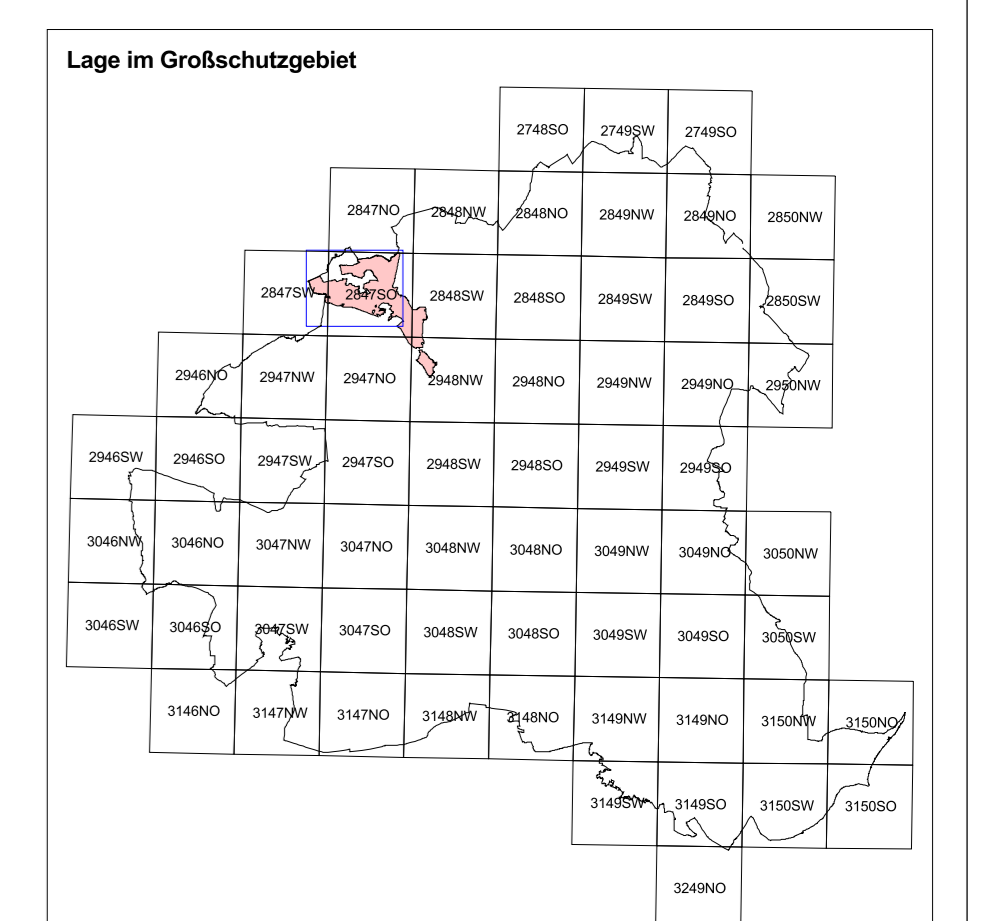 Lage im Großschutzgebiet
2748SO 2749SW 2749SO
2847NO 2848NW 2848NO 2849NW 2849NO 2850NW
2847SW 2847SO 2848SW 2848SO 2849SW 2849SO 2850SW
2946NO 2947NW 2947NO 2948NW 2948NO 2949NW 2949NO 2950NW
2946SW 2946SO 2947SW 2947SO 2948SW 2948SO 2949SW 2949SO
3046NW 3046NO 3047NW 3047NO 3048NW 3048NO 3049NW 3049NO 3050NW
3046SW 3046SO 3047SW 3047SO 3048SW 3048SO 3049SW 3049SO 3050SW
3146NO 3147NW 3147NO 3148NW 3148NO 3149NW 3149NO 3150NW 3150NO
3149SW 3149SO 3150SW 3150SO
3249NO